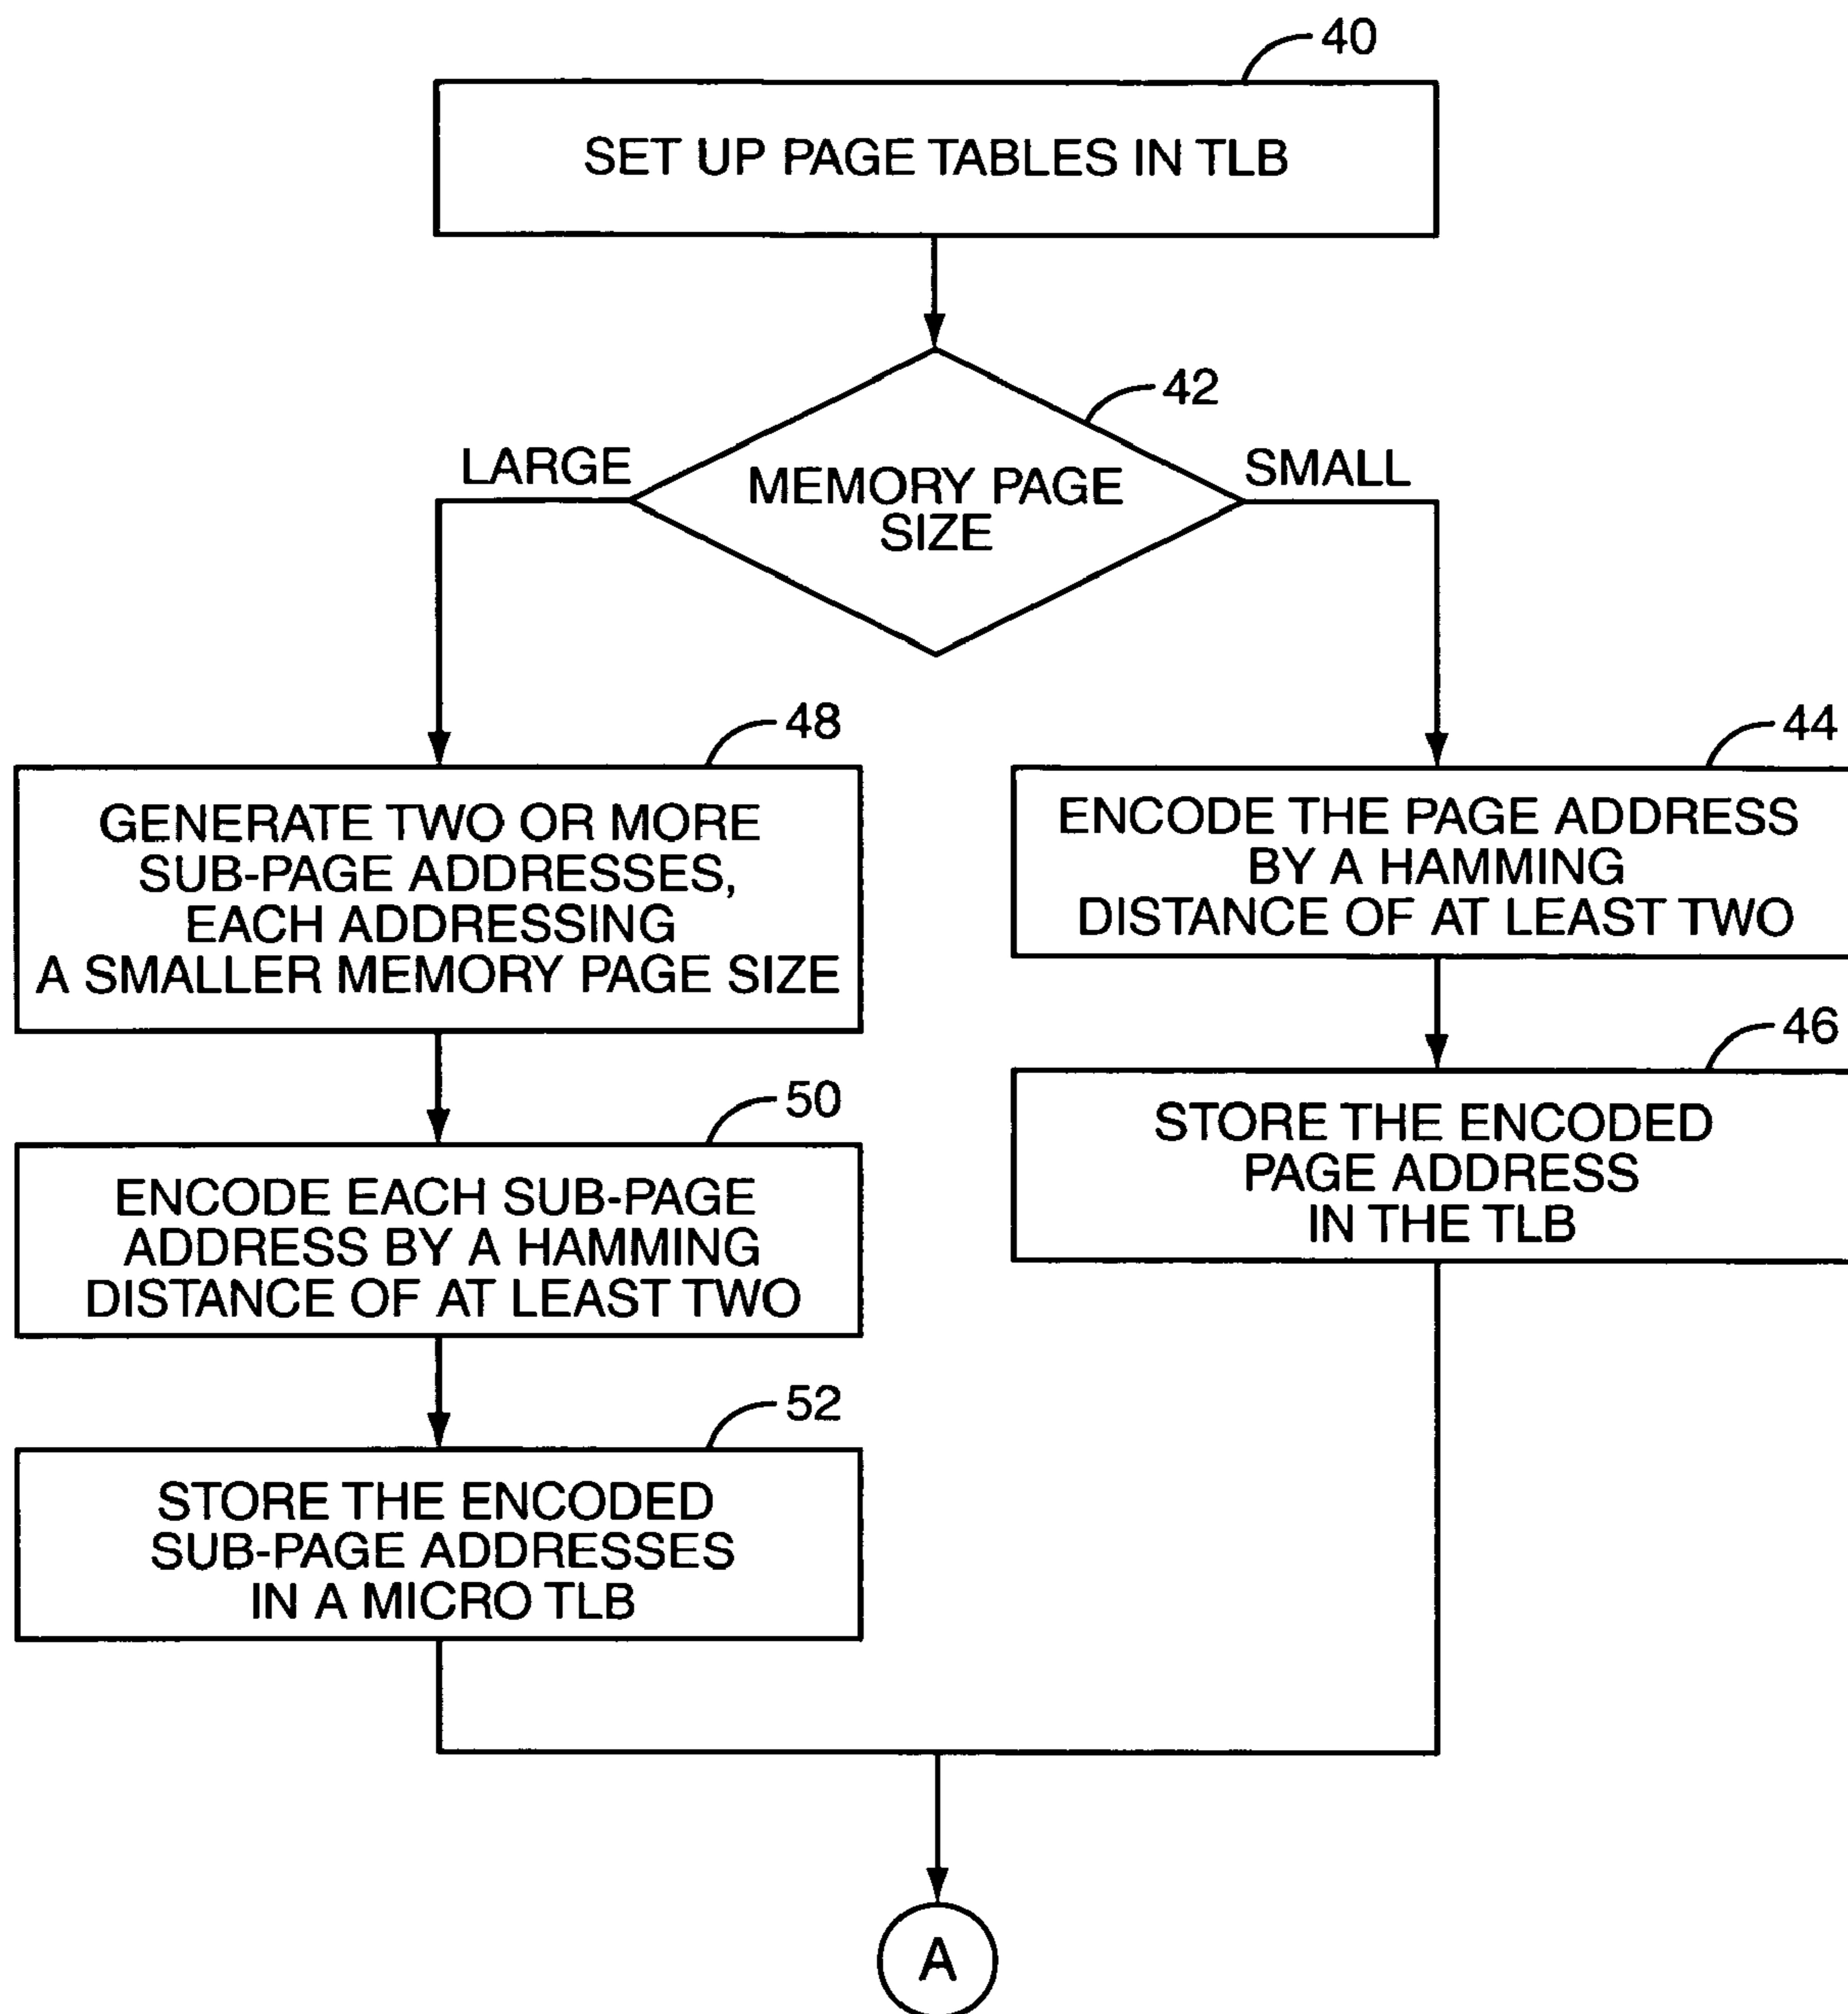 40
SET UP PAGE TABLES IN TLB
42
LARGE
MEMORY PAGE
SIZE
SMALL
48
GENERATE TWO OR MORE
SUB-PAGE ADDRESSES,
EACH ADDRESSING
A SMALLER MEMORY PAGE SIZE
44
ENCODE THE PAGE ADDRESS
BY A HAMMING
DISTANCE OF AT LEAST TWO
50
ENCODE EACH SUB-PAGE
ADDRESS BY A HAMMING
DISTANCE OF AT LEAST TWO
46
STORE THE ENCODED
PAGE ADDRESS
IN THE TLB
52
STORE THE ENCODED
SUB-PAGE ADDRESSES
IN A MICRO TLB
A